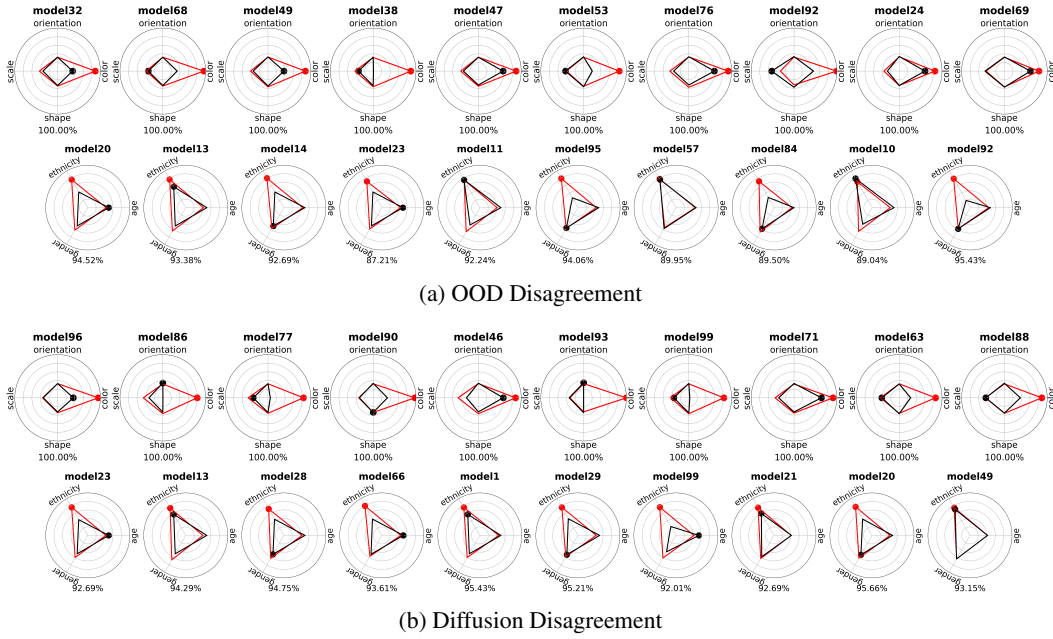 model32 model68 model49 model38 model47 model53 model76 model92 model24 model69
orientation orientation orientation orientation orientation orientation orientation orientation orientation orientation
scale color scale color scale color scale color scale color scale color scale color scale color scale color scale color
shape shape shape shape shape shape shape shape shape shape
100.00% 100.00% 100.00% 100.00% 100.00% 100.00% 100.00% 100.00% 100.00% 100.00%
model20 model13 model14 model23 model11 model95 model57 model84 model10 model92
ethnicity ethnicity ethnicity ethnicity ethnicity ethnicity ethnicity ethnicity ethnicity ethnicity
age age age age age age age age age age
gender gender gender gender gender gender gender gender gender gender
94.52% 93.38% 92.69% 87.21% 92.24% 94.06% 89.95% 89.50% 89.04% 95.43%
(a) OOD Disagreement
model96 model86 model77 model90 model46 model93 model99 model71 model63 model88
orientation orientation orientation orientation orientation orientation orientation orientation orientation orientation
scale color scale color scale color scale color scale color scale color scale color scale color scale color scale color
shape shape shape shape shape shape shape shape shape shape
100.00% 100.00% 100.00% 100.00% 100.00% 100.00% 100.00% 100.00% 100.00% 100.00%
model23 model13 model28 model66 model1 model29 model99 model21 model20 model49
ethnicity ethnicity ethnicity ethnicity ethnicity ethnicity ethnicity ethnicity ethnicity ethnicity
age age age age age age age age age age
gender gender gender gender gender gender gender gender gender gender
92.69% 94.29% 94.75% 93.61% 95.43% 95.21% 92.01% 92.69% 95.66% 93.15%
(b) Diffusion Disagreement